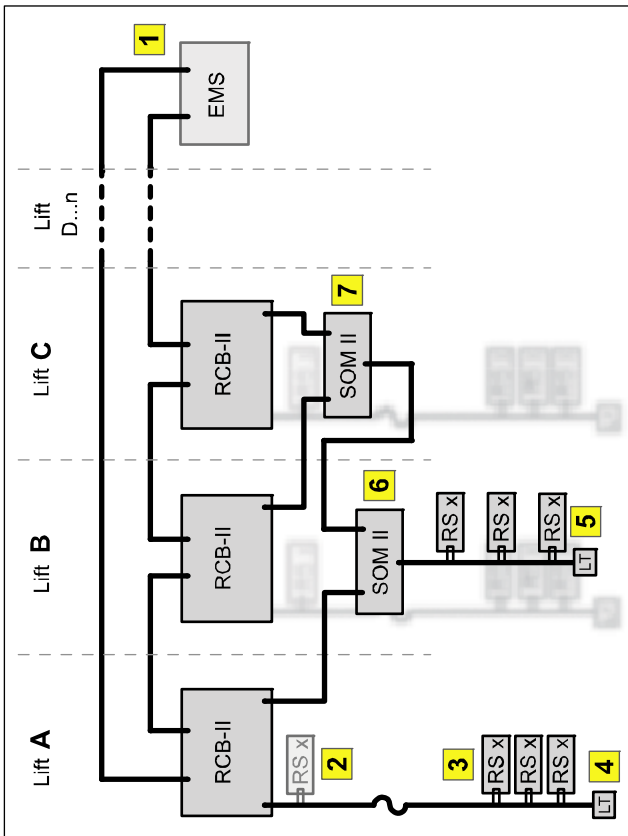 Lift A
Lift B
Lift C
Lift
D...n
1
EMS
RCB-II
RCB-II
RCB-II
RS x
2
SOM II
7
SOM II
6
RS x
RS x
RS x
5
LT
3
RS x
RS x
RS x
4
LT